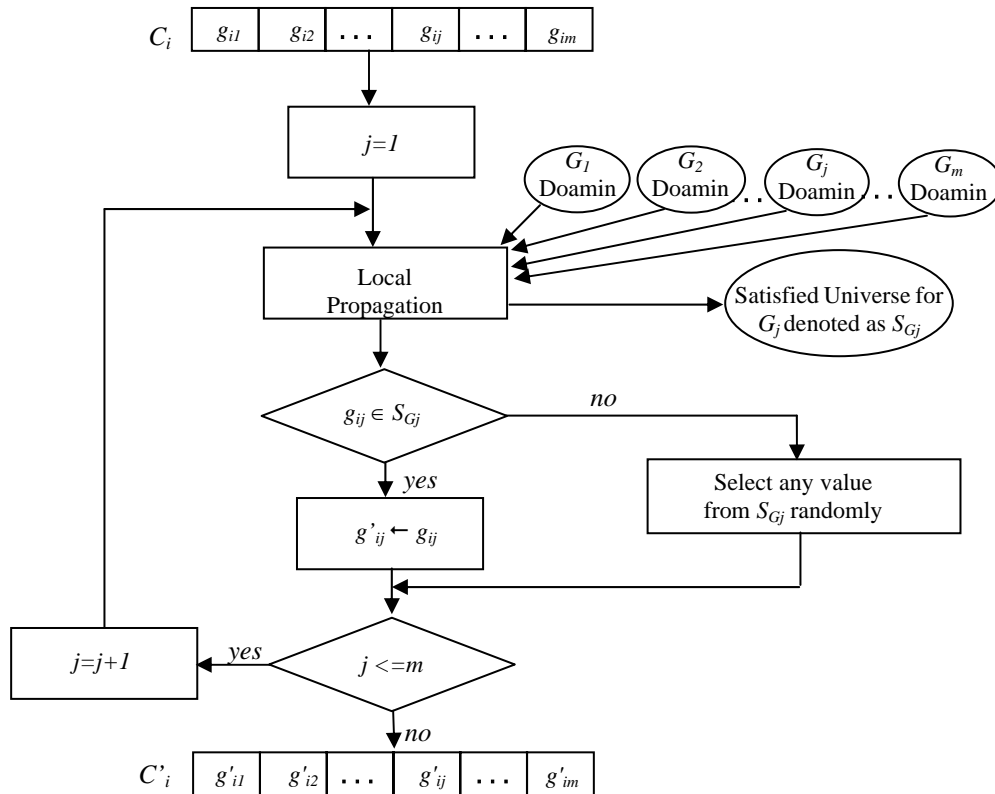 C_i g_i1 g_i2 ... g_ij ... g_im
j=1
G_1 Doamin
G_2 Doamin
...
G_j Doamin
...
G_m Doamin
Local
Propagation
Satisfied Universe for
G_j denoted as S_Gj
g_ij ∈ S_Gj
no
yes
Select any value
from S_Gj randomly
g’_ij ← g_ij
j=j+1
yes
j <=m
no
C’_i g'_i1 g'_i2 ... g'_ij ... g'_im